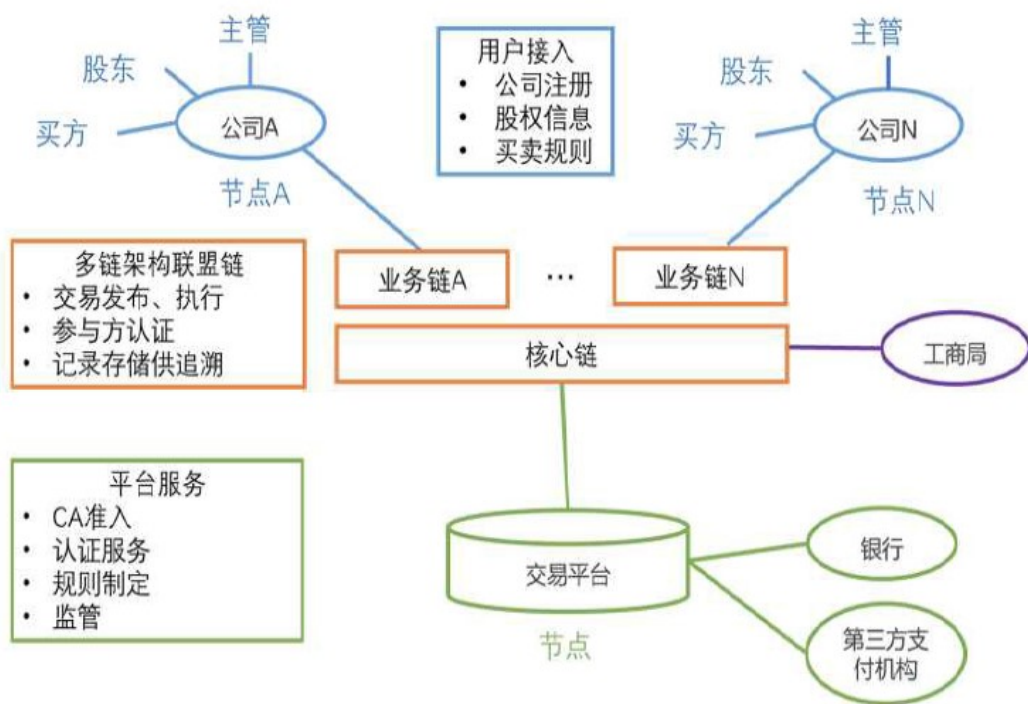 主管
股东
买方
公司A
节点A
用户接入
• 公司注册
• 股权信息
• 买卖规则
主管
股东
买方
公司N
节点N
多链架构联盟链
• 交易发布、执行
• 参与方认证
• 记录存储供追溯
业务链A
...
业务链N
核心链
工商局
平台服务
• CA准入
• 认证服务
• 规则制定
• 监管
交易平台
节点
银行
第三方支
付机构